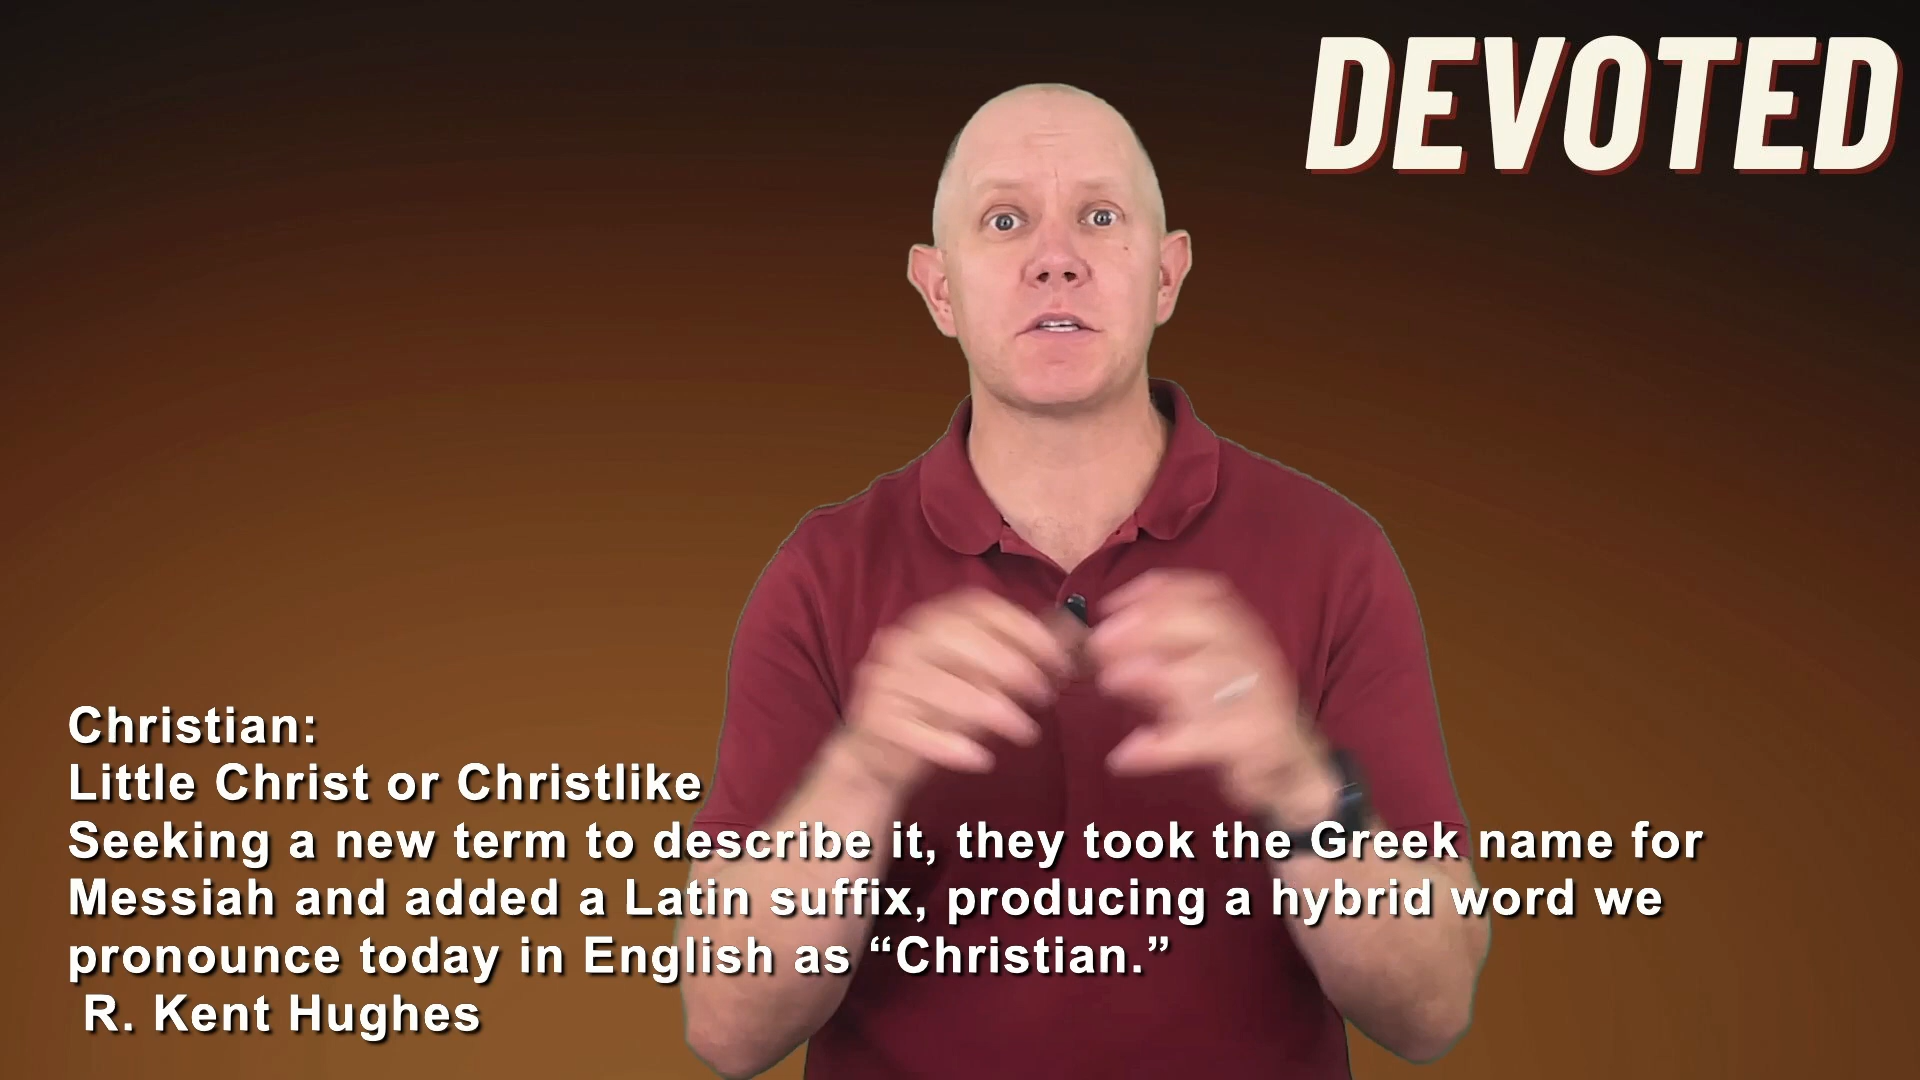 DEVOTED
Christian:
Little Christ or Christlike
Seeking a new term to describe it, they took the Greek name for
Messiah and added a Latin suffix, producing a hybrid word we
pronounce today in English as “Christian.”
R. Kent Hughes